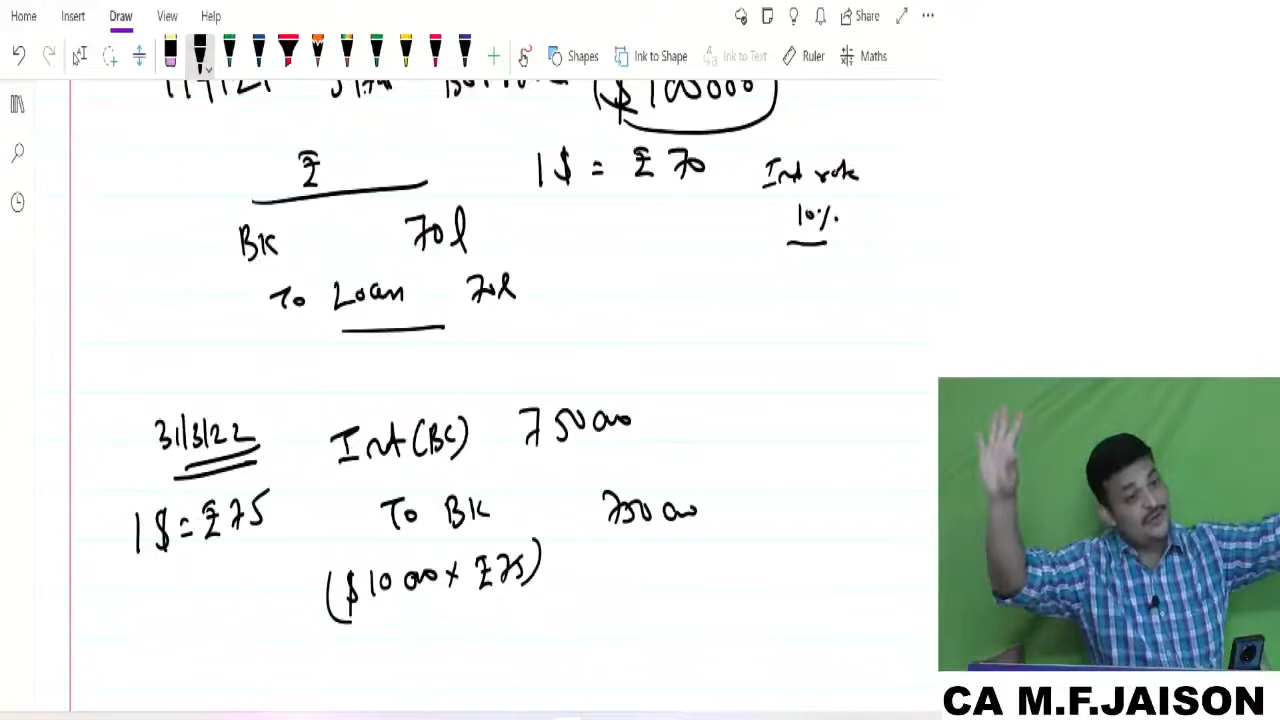 Home Insert Draw View Help Share
Shapes Ink to Shape Ink to Text Ruler Maths
$ 100000
₹ 1 $ = ₹ 70 Int rate
10%
BK 70l
To Loan 70l
31/3/22 Int (BC) 750000
1 $ = ₹ 75 To BK 750000
($ 10000 × ₹ 75)
CA M.F.JAISON